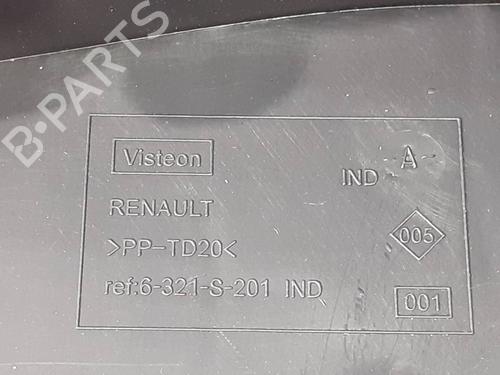 B-PARTS
Visteon
IND A
RENAULT
005
>PP-TD20<
ref:6-321-S-201 IND
001